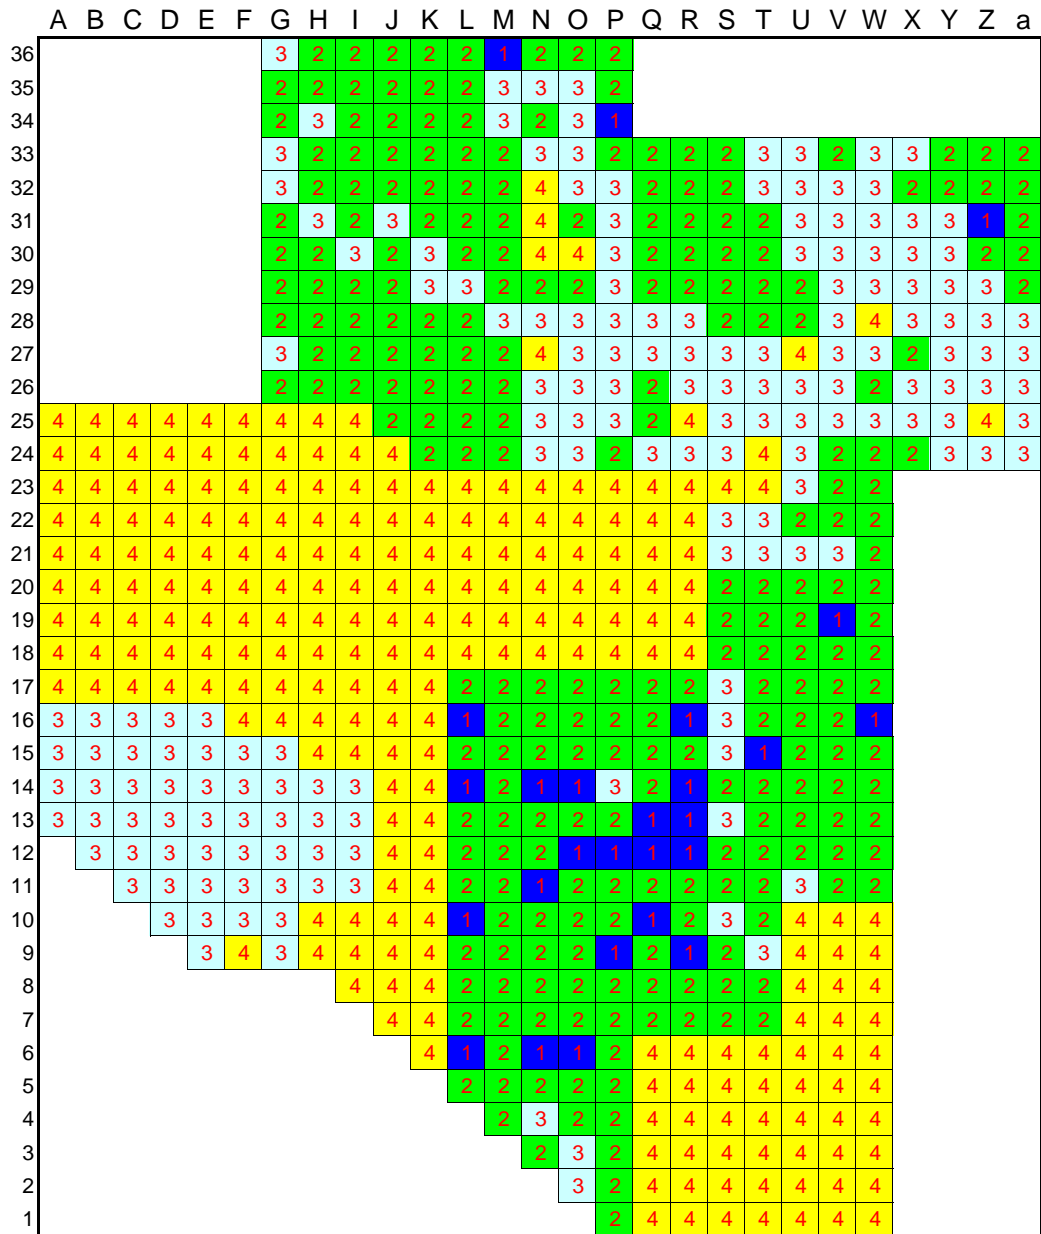 A B C D E F G H I J K L M N O P Q R S T U V W X Y Z a
36 3 2 2 2 2 2 1 2 2 2
35 2 2 2 2 2 2 3 3 3 2
34 2 3 2 2 2 2 3 2 3 1
33 3 2 2 2 2 2 2 3 3 2 2 2 2 3 3 2 3 3 2 2 2
32 3 2 2 2 2 2 2 4 3 3 2 2 2 3 3 3 3 2 2 2 2
31 2 3 2 3 2 2 2 4 2 3 2 2 2 2 3 3 3 3 3 1 2
30 2 2 3 2 3 2 2 4 4 3 2 2 2 2 3 3 3 3 3 2 2
29 2 2 2 2 3 3 2 2 2 3 2 2 2 2 2 3 3 3 3 3 2
28 2 2 2 2 2 2 3 3 3 3 3 3 2 2 2 3 4 3 3 3 3
27 3 2 2 2 2 2 2 4 3 3 3 3 3 3 4 3 3 2 3 3 3
26 2 2 2 2 2 2 2 3 3 3 2 3 3 3 3 3 2 3 3 3 3
25 4 4 4 4 4 4 4 4 4 2 2 2 2 3 3 3 2 4 3 3 3 3 3 3 3 4 3
24 4 4 4 4 4 4 4 4 4 4 2 2 2 3 3 2 3 3 3 4 3 2 2 2 3 3 3
23 4 4 4 4 4 4 4 4 4 4 4 4 4 4 4 4 4 4 4 4 3 2 2
22 4 4 4 4 4 4 4 4 4 4 4 4 4 4 4 4 4 4 3 3 2 2 2
21 4 4 4 4 4 4 4 4 4 4 4 4 4 4 4 4 4 4 3 3 3 3 2
20 4 4 4 4 4 4 4 4 4 4 4 4 4 4 4 4 4 4 2 2 2 2 2
19 4 4 4 4 4 4 4 4 4 4 4 4 4 4 4 4 4 4 2 2 2 1 2
18 4 4 4 4 4 4 4 4 4 4 4 4 4 4 4 4 4 4 2 2 2 2 2
17 4 4 4 4 4 4 4 4 4 4 4 2 2 2 2 2 2 2 3 2 2 2 2
16 3 3 3 3 3 4 4 4 4 4 4 1 2 2 2 2 2 1 3 2 2 2 1
15 3 3 3 3 3 3 3 4 4 4 4 2 2 2 2 2 2 2 3 1 2 2 2
14 3 3 3 3 3 3 3 3 3 4 4 1 2 1 1 3 2 1 2 2 2 2 2
13 3 3 3 3 3 3 3 3 3 4 4 2 2 2 2 2 1 1 3 2 2 2 2
12 3 3 3 3 3 3 3 3 4 4 2 2 2 1 1 1 1 2 2 2 2 2
11 3 3 3 3 3 3 3 4 4 2 2 1 2 2 2 2 2 2 3 2 2
10 3 3 3 3 4 4 4 4 1 2 2 2 2 1 2 3 2 4 4 4
9 3 4 3 4 4 4 4 2 2 2 2 1 2 1 2 3 4 4 4
8 4 4 4 2 2 2 2 2 2 2 2 2 4 4 4
7 4 4 2 2 2 2 2 2 2 2 2 4 4 4
6 4 1 2 1 1 2 4 4 4 4 4 4 4
5 2 2 2 2 2 4 4 4 4 4 4 4
4 2 3 2 2 4 4 4 4 4 4 4
3 2 3 2 4 4 4 4 4 4 4
2 3 2 4 4 4 4 4 4 4
1 2 4 4 4 4 4 4 4